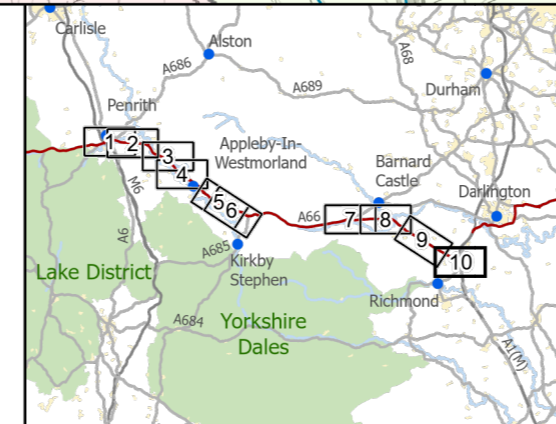 Carlisle
Alston
A686
A689
A68
Durham
Penrith
1
2
3
4
5
6
Appleby-In-
Westmorland
Barnard
Castle
Darlington
M6
A6
A66
7
8
9
10
A685
Kirkby
Stephen
Lake District
Richmond
A684
Yorkshire
Dales
A1(M)